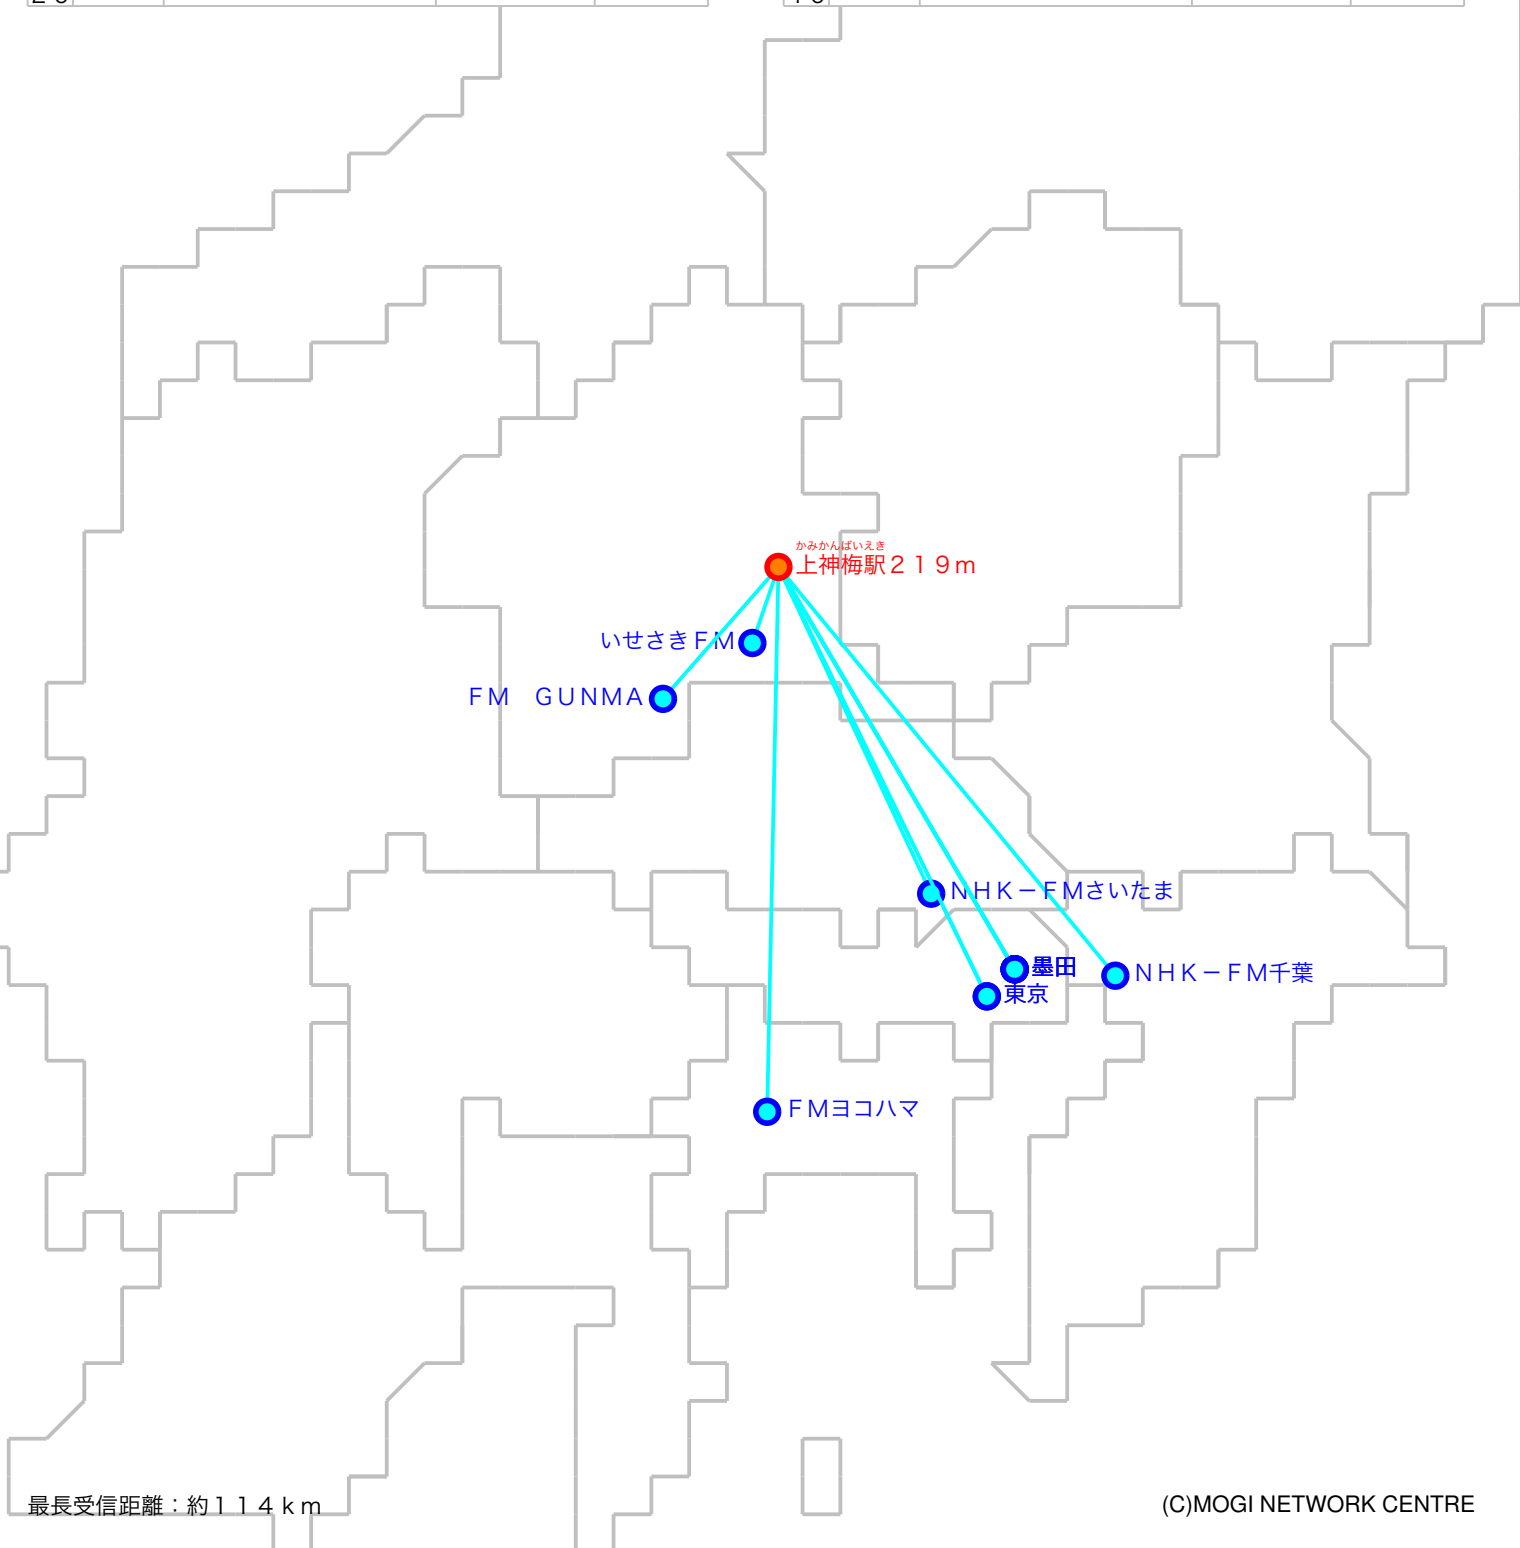 かみかんばいえき
上神梅駅２１９ｍ
いせさきＦＭ
ＦＭ　ＧＵＮＭＡ
ＮＨＫ－ＦＭさいたま
墨田
ＮＨＫ－ＦＭ千葉
東京
ＦＭヨコハマ
最長受信距離：約１１４ｋｍ
(C)MOGI NETWORK CENTRE